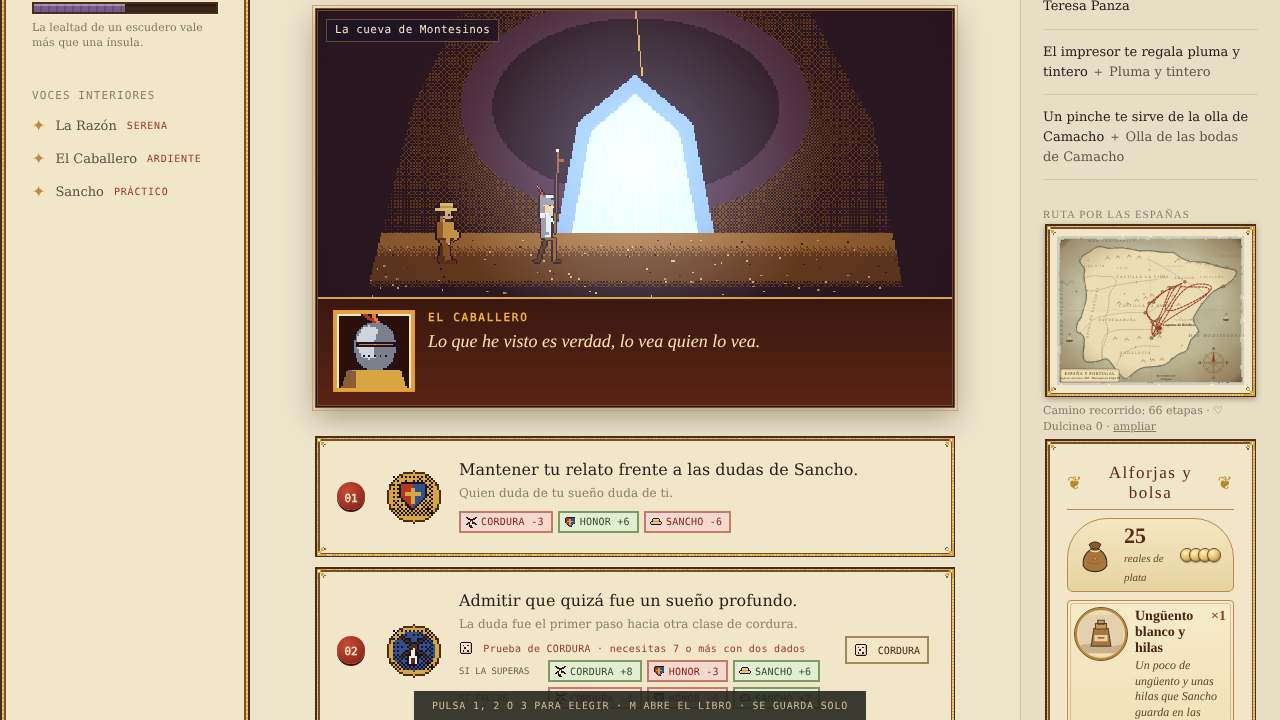 La lealtad de un escudero vale
más que una ínsula.
VOCES INTERIORES
La Razón SERENA
El Caballero ARDIENTE
Sancho PRÁCTICO
La cueva de Montesinos
EL CABALLERO
Lo que he visto es verdad, lo vea quien lo vea.
01
Mantener tu relato frente a las dudas de Sancho.
Quien duda de tu sueño duda de ti.
CORDURA -3 HONOR +6 SANCHO -6
02
Admitir que quizá fue un sueño profundo.
La duda fue el primer paso hacia otra clase de cordura.
Prueba de CORDURA · necesitas 7 o más con dos dados
CORDURA
SI LA SUPERAS CORDURA +8 HONOR -3 SANCHO +6
PULSA 1, 2 O 3 PARA ELEGIR · M ABRE EL LIBRO · SE GUARDA SOLO
Teresa Panza
El impresor te regala pluma y
tintero + Pluma y tintero
Un pinche te sirve de la olla de
Camacho + Olla de las bodas
de Camacho
RUTA POR LAS ESPAÑAS
ESPAÑA Y PORTUGAL
Camino recorrido: 66 etapas · ♡
Dulcinea 0 · ampliar
Alforjas y
bolsa
25
reales de
plata
Ungüento ×1
blanco y
hilas
Un poco de
ungüento y unas
hilas que Sancho
guarda en las